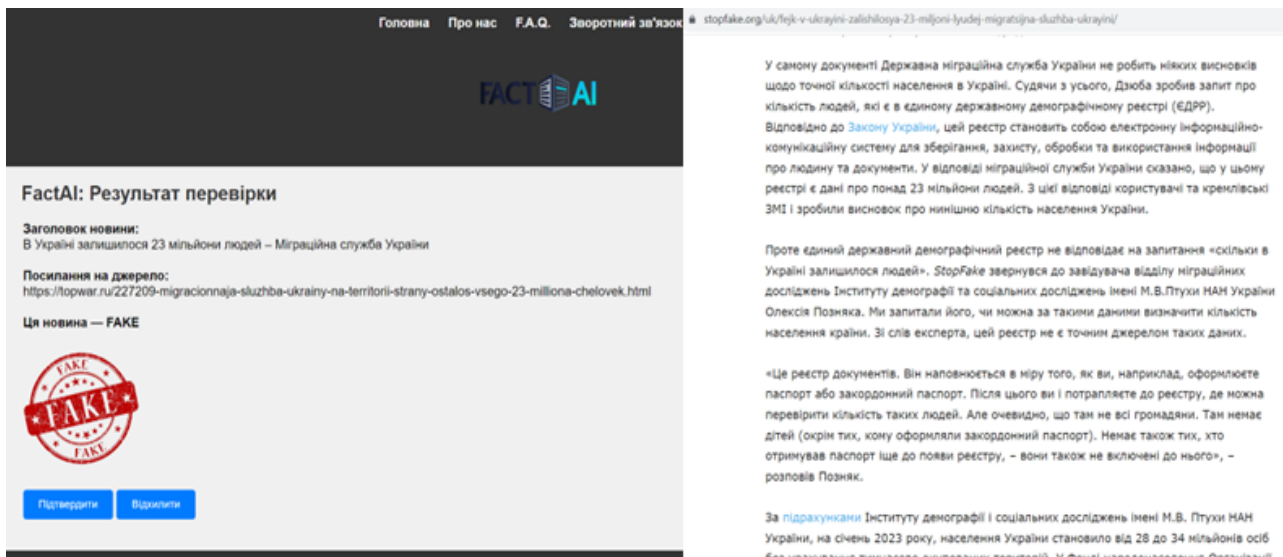 Головна Про нас F.A.Q. Зворотний зв'язок
FACT AI
FactAI: Результат перевірки
Заголовок новини:
В Україні залишилося 23 мільйони людей – Міграційна служба України
Посилання на джерело:
https://topwar.ru/227209-migracionnaja-sluzhba-ukrainy-na-territorii-strany-ostalos-vsego-23-milliona-chelovek.html
Ця новина — FAKE
FAKE
FAKE
FAKE
Підтвердити Відхилити
stopfake.org/uk/fejk-v-ukrayini-zalishilosya-23-miljoni-lyudej-migratsijna-sluzhba-ukrayini/
У самому документі Державна міграційна служба України не робить ніяких висновків
щодо точної кількості населення в Україні. Судячи з усього, Дзюба зробив запит про
кількість людей, які є в єдиному державному демографічному реєстрі (ЄДРР).
Відповідно до Закону України, цей реєстр становить собою електронну інформаційно-
комунікаційну систему для зберігання, захисту, обробки та використання інформації
про людину та документи. У відповіді міграційної служби України сказано, що у цьому
реєстрі є дані про понад 23 мільйони людей. З цієї відповіді користувачі та кремлівські
ЗМІ і зробили висновок про нинішню кількість населення України.
Проте єдиний державний демографічний реєстр не відповідає на запитання «скільки в
Україні залишилося людей». StopFake звернувся до завідувача відділу міграційних
досліджень Інституту демографії та соціальних досліджень імені М.В.Птухи НАН України
Олексія Позняка. Ми запитали його, чи можна за такими даними визначити кількість
населення країни. Зі слів експерта, цей реєстр не є точним джерелом таких даних.
«Це реєстр документів. Він наповнюється в міру того, як ви, наприклад, оформлюєте
паспорт або закордонний паспорт. Після цього ви і потрапляєте до реєстру, де можна
перевірити кількість таких людей. Але очевидно, що там не всі громадяни. Там немає
дітей (окрім тих, кому оформляли закордонний паспорт). Немає також тих, хто
отримував паспорт іще до появи реєстру, – вони також не включені до нього», –
розповів Позняк.
За підрахунками Інституту демографії і соціальних досліджень імені М.В. Птухи НАН
України, на січень 2023 року, населення України становило від 28 до 34 мільйонів осіб